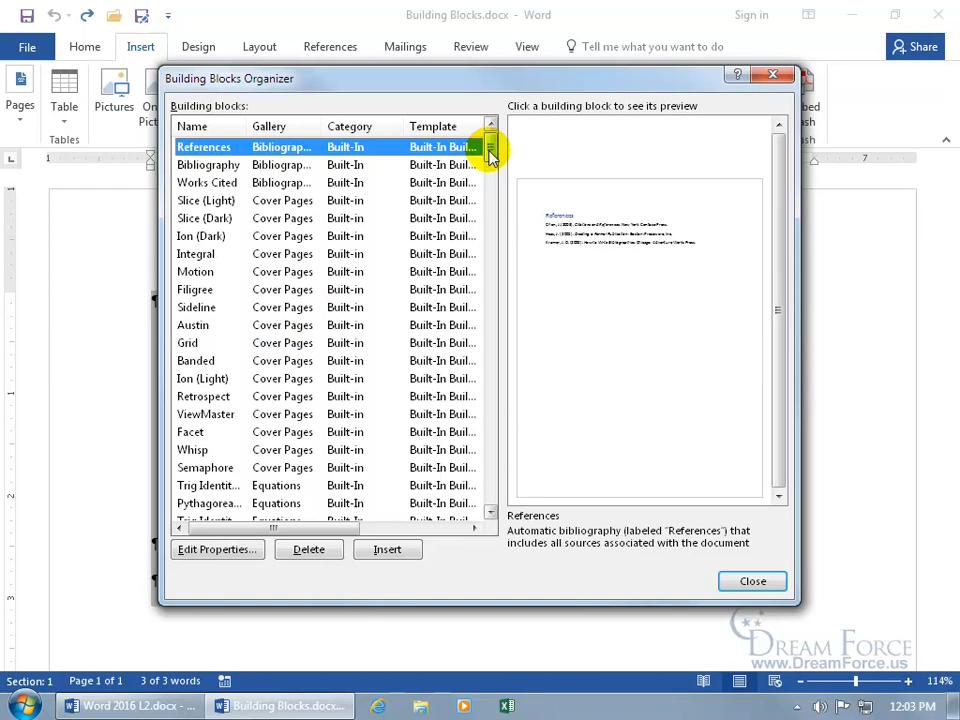 Building Blocks.docx - Word
Sign in
File
Home
Insert
Design
Layout
References
Mailings
Review
View
Tell me what you want to do
Share
Pages
Table
Pictures
Tables
Building Blocks Organizer
Building blocks:
Click a building block to see its preview
Name Gallery Category Template
References Bibliograp... Built-In Built-In Buil...
Bibliography Bibliograp... Built-In Built-In Buil...
Works Cited Bibliograp... Built-In Built-In Buil...
Slice (Light) Cover Pages Built-in Built-In Buil...
Slice (Dark) Cover Pages Built-in Built-In Buil...
Ion (Dark) Cover Pages Built-in Built-In Buil...
Integral Cover Pages Built-in Built-In Buil...
Motion Cover Pages Built-in Built-In Buil...
Filigree Cover Pages Built-in Built-In Buil...
Sideline Cover Pages Built-in Built-In Buil...
Austin Cover Pages Built-in Built-In Buil...
Grid Cover Pages Built-in Built-In Buil...
Banded Cover Pages Built-in Built-In Buil...
Ion (Light) Cover Pages Built-in Built-In Buil...
Retrospect Cover Pages Built-in Built-In Buil...
ViewMaster Cover Pages Built-in Built-In Buil...
Facet Cover Pages Built-in Built-In Buil...
Whisp Cover Pages Built-in Built-In Buil...
Semaphore Cover Pages Built-in Built-In Buil...
Trig Identit... Equations Built-In Built-In Buil...
Pythagorea... Equations Built-In Built-In Buil...
References
References
Automatic bibliography (labeled "References") that
includes all sources associated with the document
Edit Properties...
Delete
Insert
Close
DREAM FORCE
www.DreamForce.us
Section: 1
Page 1 of 1
3 of 3 words
114%
Word 2016 L2.docx - ...
Building Blocks.docx...
12:03 PM